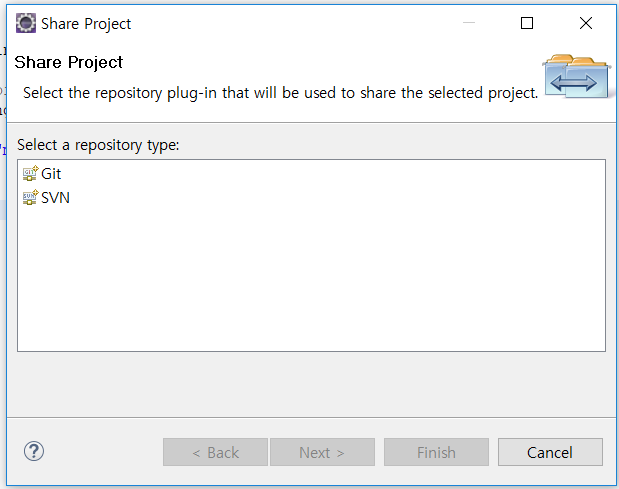 Share Project
Share Project
Select the repository plug-in that will be used to share the selected project.
Select a repository type:
Git
SVN
< Back
Next >
Finish
Cancel